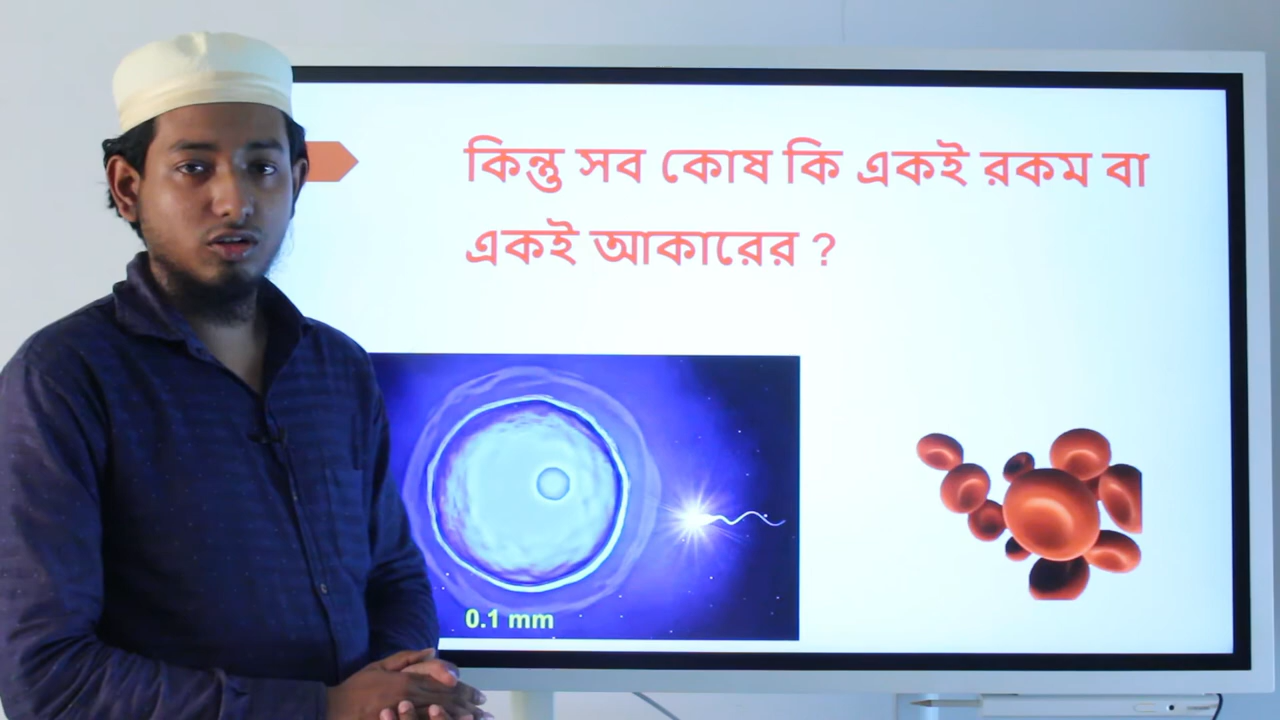 কিন্তু সব কোষ কি একই রকম বা
একই আকারের ?
0.1 mm